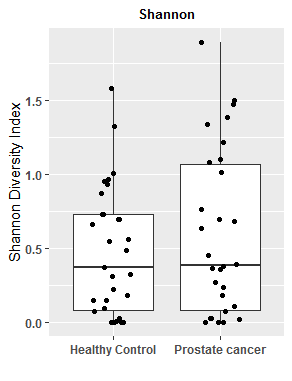 Shannon
Shannon Diversity Index
1.5
1.0
0.5
0.0
Healthy Control
Prostate cancer